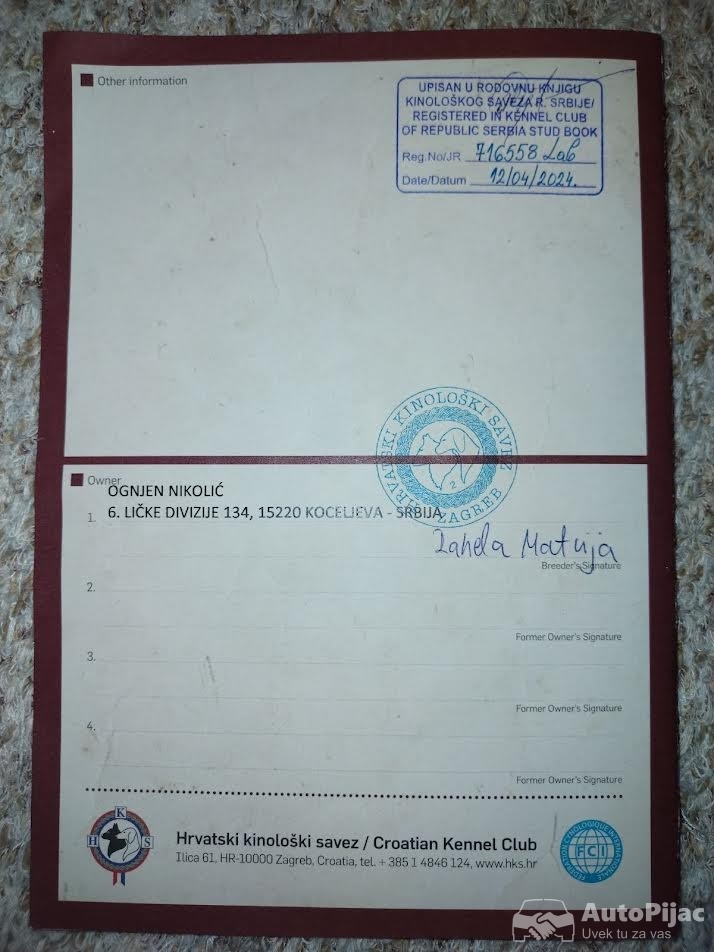 Other information
UPISAN U RODOVNU KNJIGU
KINOLOŠKOG SAVEZA R. SRBIJE/
REGISTERED IN KENNEL CLUB
OF REPUBLIC SERBIA STUD BOOK
Reg.No/JR 716558 Lab
Date/Datum 12/04/2024.
HRVATSKI KINOLOŠKI SAVEZ
ZAGREB
2
Owner
OGNJEN NIKOLIĆ
1. 6. LIČKE DIVIZIJE 134, 15220 KOCELJEVA - SRBIJA
Matija
Breeder's Signature
2.
Former Owner's Signature
3.
Former Owner's Signature
4.
Former Owner's Signature
H K S
Hrvatski kinološki savez / Croatian Kennel Club
Ilica 61, HR-10000 Zagreb, Croatia, tel. + 385 1 4846 124, www.hks.hr
FEDERATION CYNOLOGIQUE INTERNATIONALE
FCI
AutoPijac
Uvek tu za vas